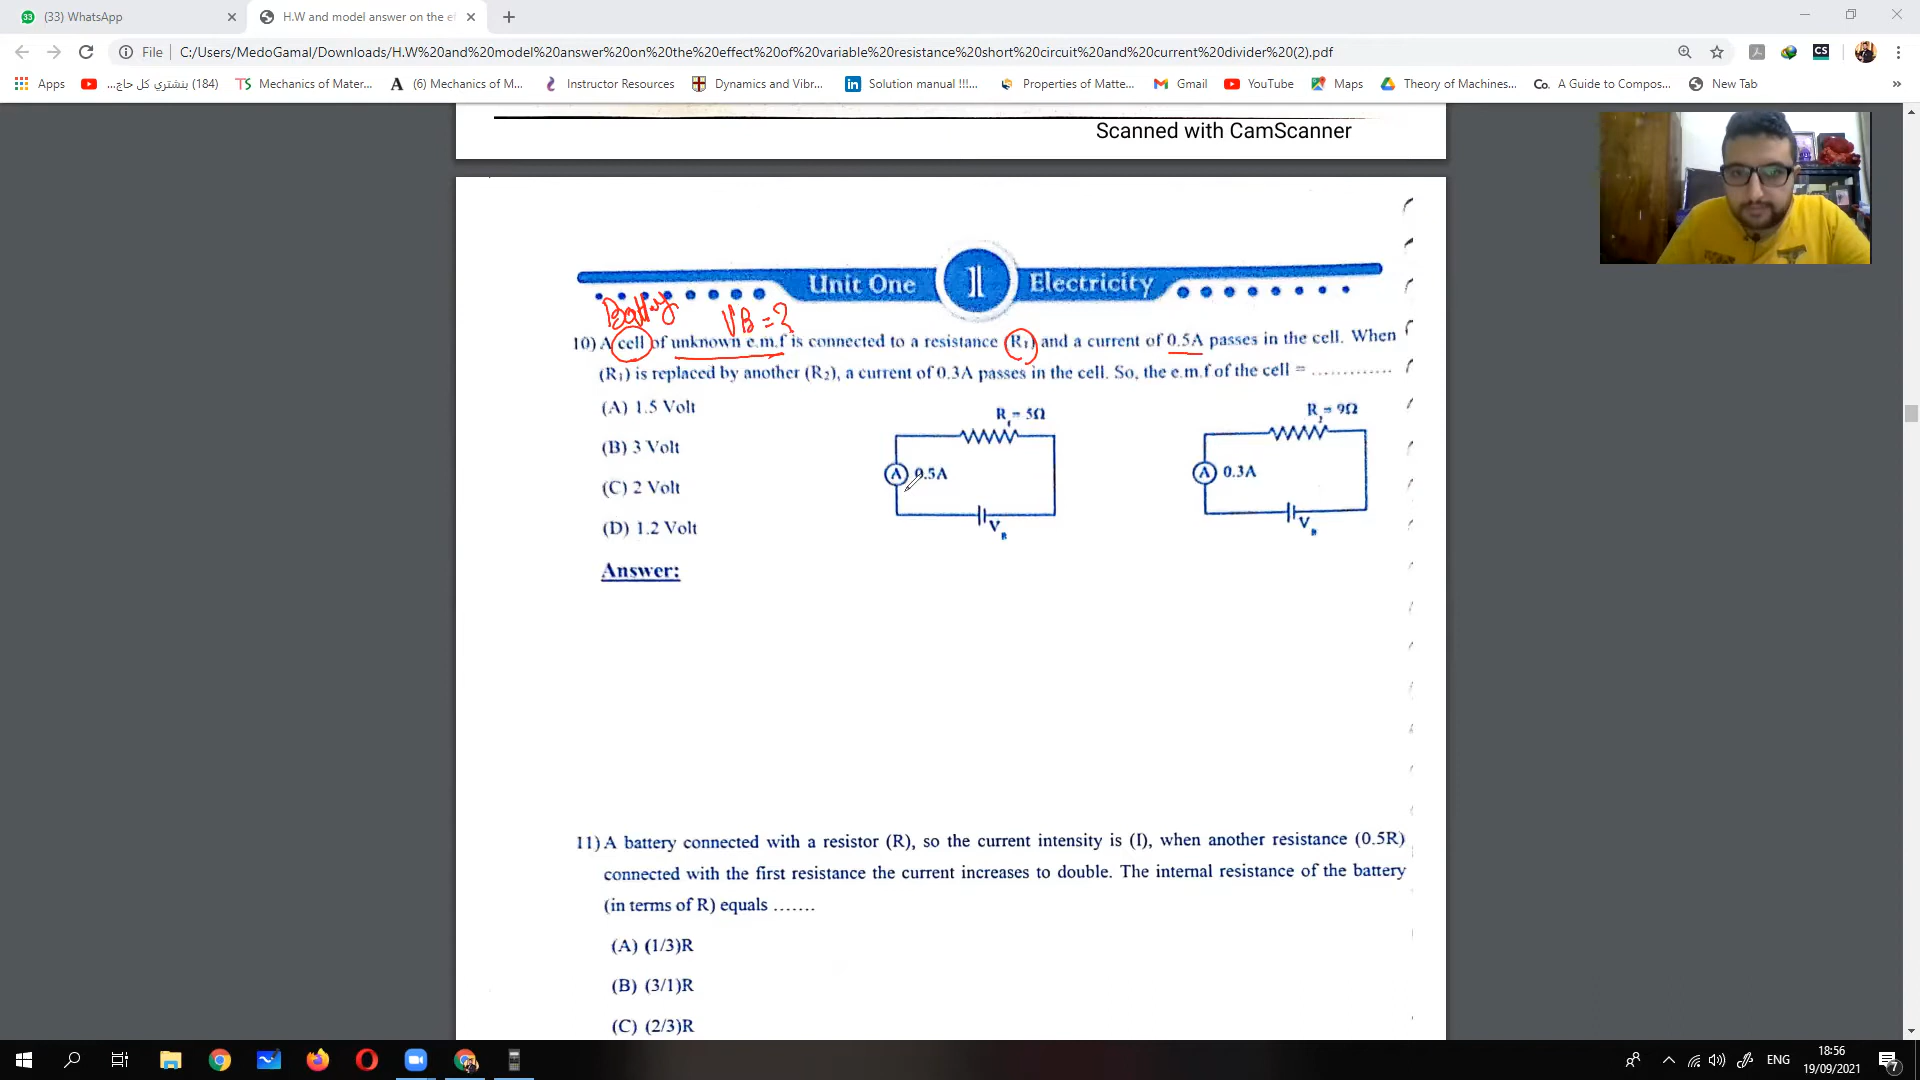 (33) WhatsApp
H.W and model answer on the ef
File C:/Users/MedoGamal/Downloads/H.W%20and%20model%20answer%20on%20the%20effect%20of%20variable%20resistance%20short%20circuit%20and%20current%20divider%20(2).pdf
Apps
(184) بنشتري كل حاج...
Mechanics of Mater...
(6) Mechanics of M...
Instructor Resources
Dynamics and Vibr...
Solution manual !!!...
Properties of Matte...
Gmail
YouTube
Maps
Theory of Machines...
A Guide to Compos...
New Tab
Scanned with CamScanner
Unit One 1 Electricity
Battery VB = ?
10) A cell of unknown e.m.f is connected to a resistance (R₁) and a current of 0.5A passes in the cell. When
(R₁) is replaced by another (R₂), a current of 0.3A passes in the cell. So, the e.m.f of the cell = .............
(A) 1.5 Volt
(B) 3 Volt
(C) 2 Volt
(D) 1.2 Volt
R₁ = 5Ω
A 0.5A
V_B
R₂ = 9Ω
A 0.3A
V_B
Answer:
11) A battery connected with a resistor (R), so the current intensity is (I), when another resistance (0.5R)
connected with the first resistance the current increases to double. The internal resistance of the battery
(in terms of R) equals .......
(A) (1/3)R
(B) (3/1)R
(C) (2/3)R
ENG
18:56
19/09/2021
7